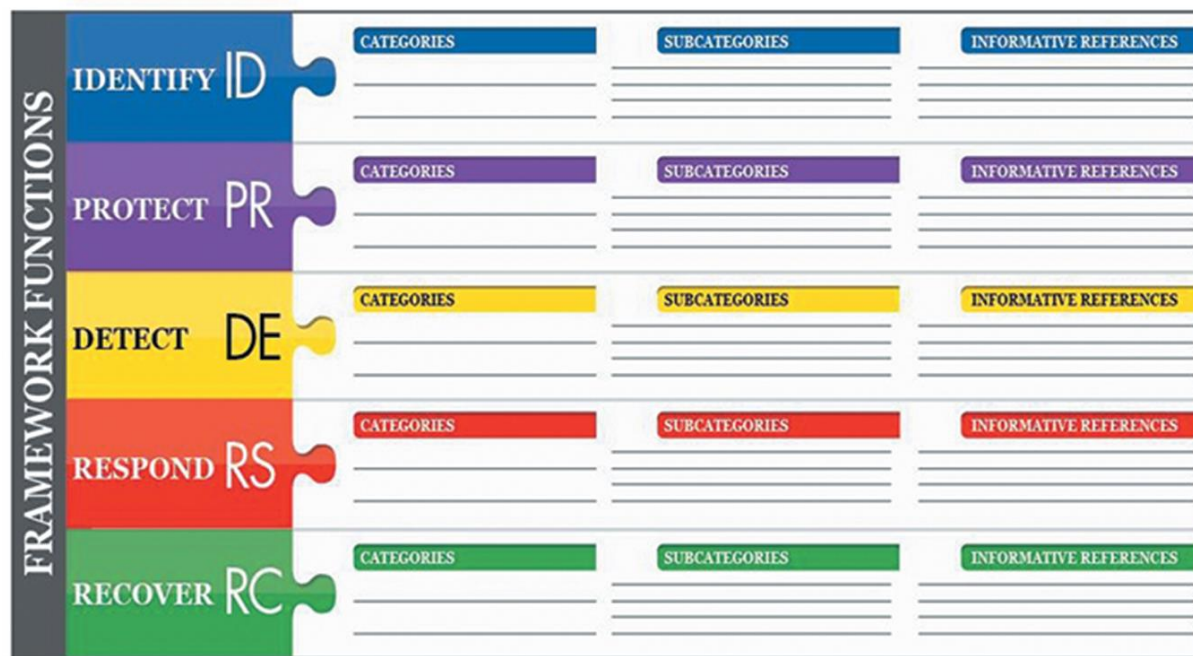 FRAMEWORK FUNCTIONS
IDENTIFY ID
CATEGORIES
SUBCATEGORIES
INFORMATIVE REFERENCES
PROTECT PR
CATEGORIES
SUBCATEGORIES
INFORMATIVE REFERENCES
DETECT DE
CATEGORIES
SUBCATEGORIES
INFORMATIVE REFERENCES
RESPOND RS
CATEGORIES
SUBCATEGORIES
INFORMATIVE REFERENCES
RECOVER RC
CATEGORIES
SUBCATEGORIES
INFORMATIVE REFERENCES